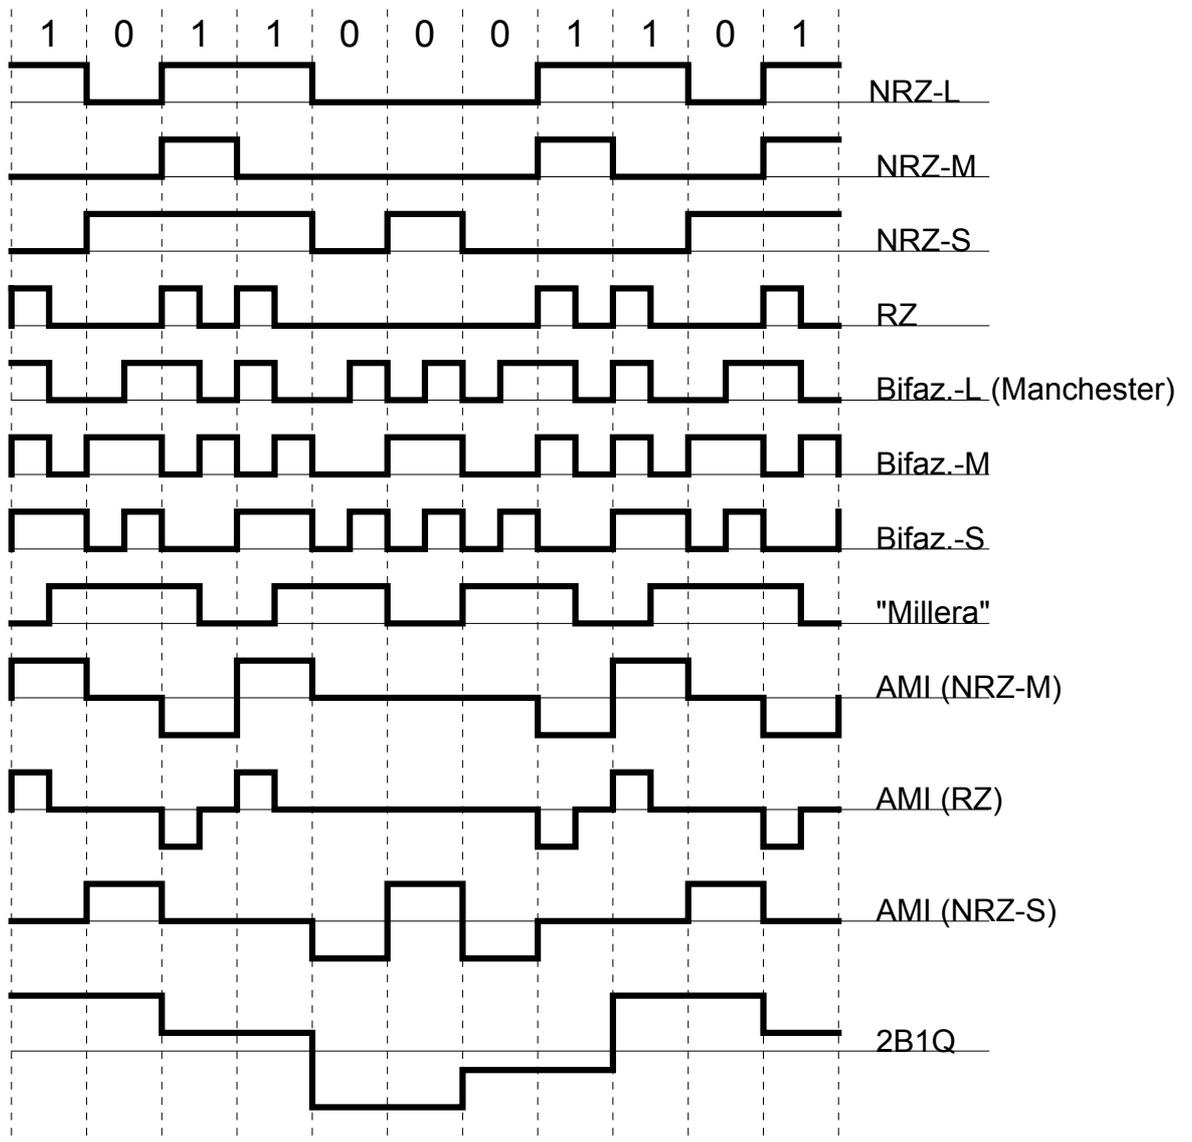 1 0 1 1 0 0 0 1 1 0 1
NRZ-L
NRZ-M
NRZ-S
RZ
Bifaz.-L (Manchester)
Bifaz.-M
Bifaz.-S
"Millera"
AMI (NRZ-M)
AMI (RZ)
AMI (NRZ-S)
2B1Q